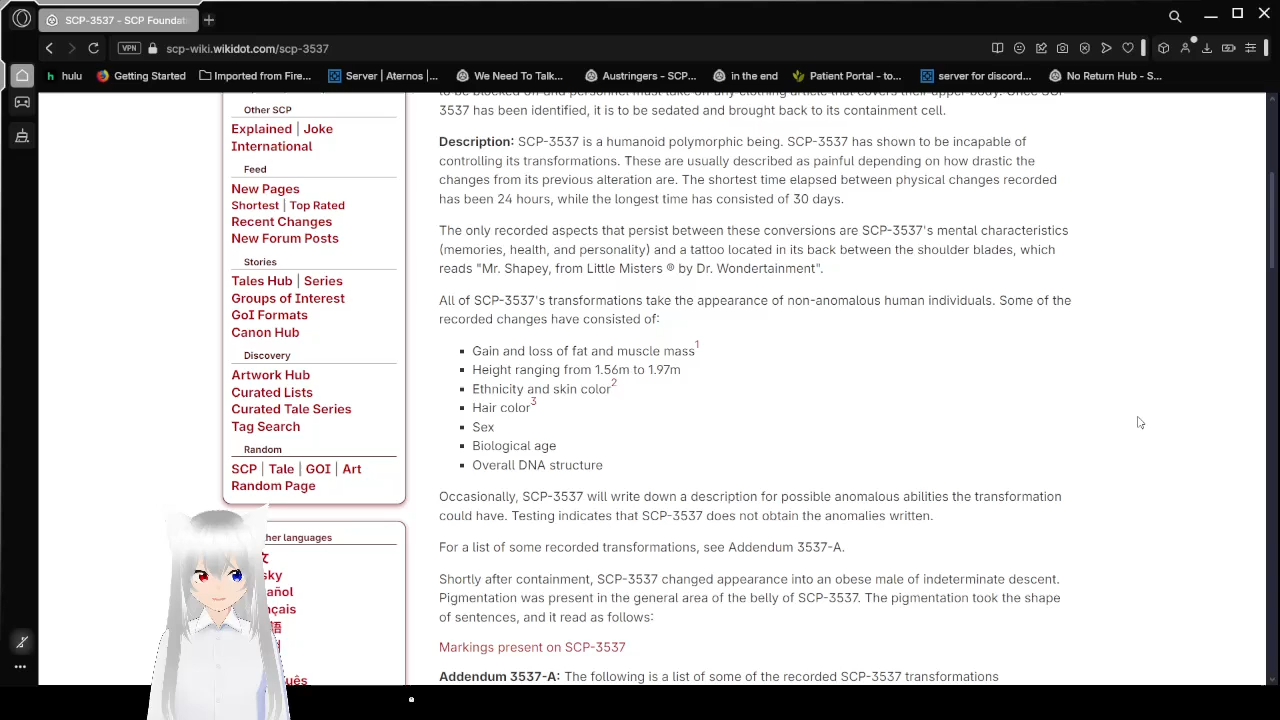 SCP-3537 - SCP Foundat
VPN
scp-wiki.wikidot.com/scp-3537
hulu
Getting Started
Imported from Fire...
Server | Aternos |...
We Need To Talk...
Austringers - SCP...
in the end
Patient Portal - to...
server for discord...
No Return Hub - S...
Other SCP
Explained | Joke
International
Feed
New Pages
Shortest | Top Rated
Recent Changes
New Forum Posts
Stories
Tales Hub | Series
Groups of Interest
GoI Formats
Canon Hub
Discovery
Artwork Hub
Curated Lists
Curated Tale Series
Tag Search
Random
SCP | Tale | GOI | Art
Random Page
ther languages
文
sky
añol
nçais
語
uês
to be blocked off and personnel must take on any clothing article that covers their upper body. Once SCP-
3537 has been identified, it is to be sedated and brought back to its containment cell.
Description: SCP-3537 is a humanoid polymorphic being. SCP-3537 has shown to be incapable of
controlling its transformations. These are usually described as painful depending on how drastic the
changes from its previous alteration are. The shortest time elapsed between physical changes recorded
has been 24 hours, while the longest time has consisted of 30 days.
The only recorded aspects that persist between these conversions are SCP-3537's mental characteristics
(memories, health, and personality) and a tattoo located in its back between the shoulder blades, which
reads "Mr. Shapey, from Little Misters ® by Dr. Wondertainment".
All of SCP-3537's transformations take the appearance of non-anomalous human individuals. Some of the
recorded changes have consisted of:
▪ Gain and loss of fat and muscle mass1
▪ Height ranging from 1.56m to 1.97m
▪ Ethnicity and skin color2
▪ Hair color3
▪ Sex
▪ Biological age
▪ Overall DNA structure
Occasionally, SCP-3537 will write down a description for possible anomalous abilities the transformation
could have. Testing indicates that SCP-3537 does not obtain the anomalies written.
For a list of some recorded transformations, see Addendum 3537-A.
Shortly after containment, SCP-3537 changed appearance into an obese male of indeterminate descent.
Pigmentation was present in the general area of the belly of SCP-3537. The pigmentation took the shape
of sentences, and it read as follows:
Markings present on SCP-3537
Addendum 3537-A: The following is a list of some of the recorded SCP-3537 transformations